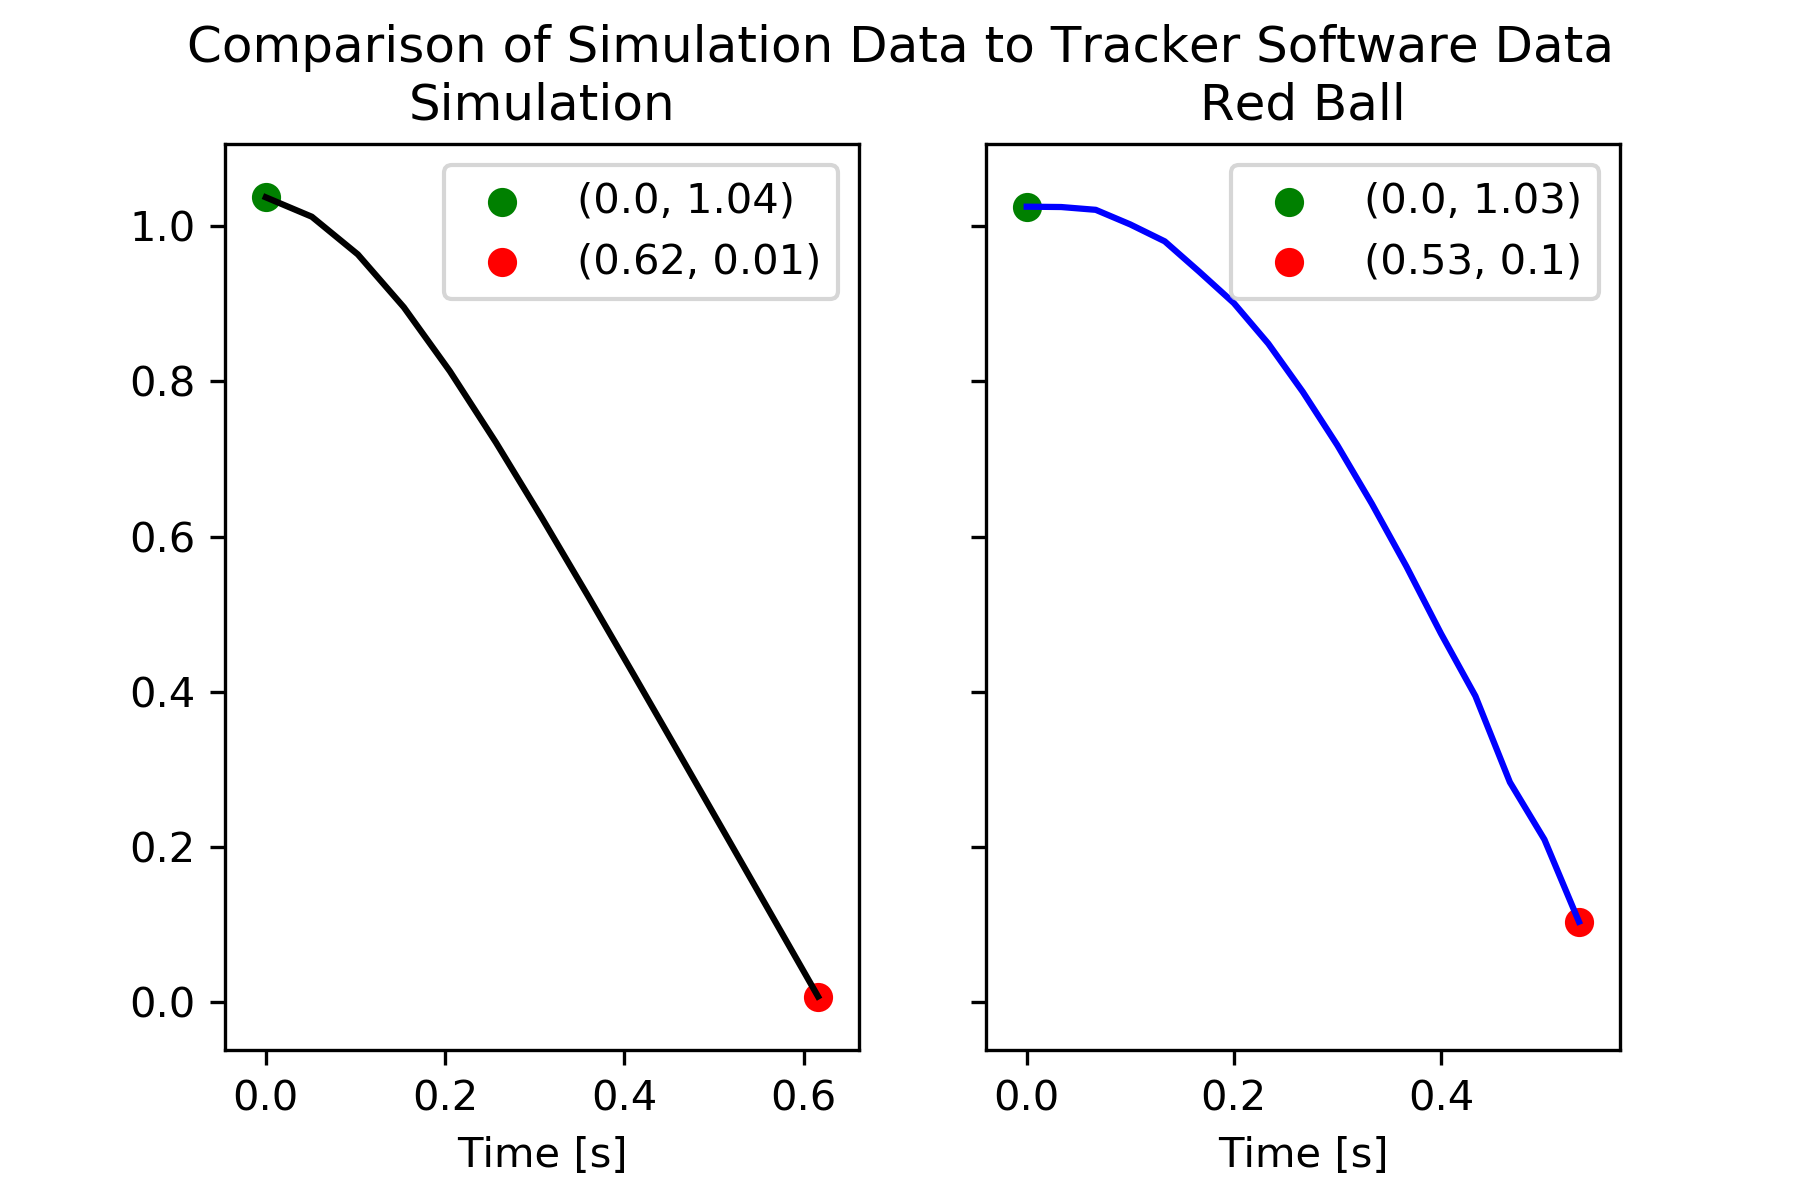 Comparison of Simulation Data to Tracker Software Data
Simulation
(0.0, 1.04)
(0.62, 0.01)
1.0
0.8
0.6
0.4
0.2
0.0
0.0 0.2 0.4 0.6
Time [s]
Red Ball
(0.0, 1.03)
(0.53, 0.1)
0.0 0.2 0.4
Time [s]